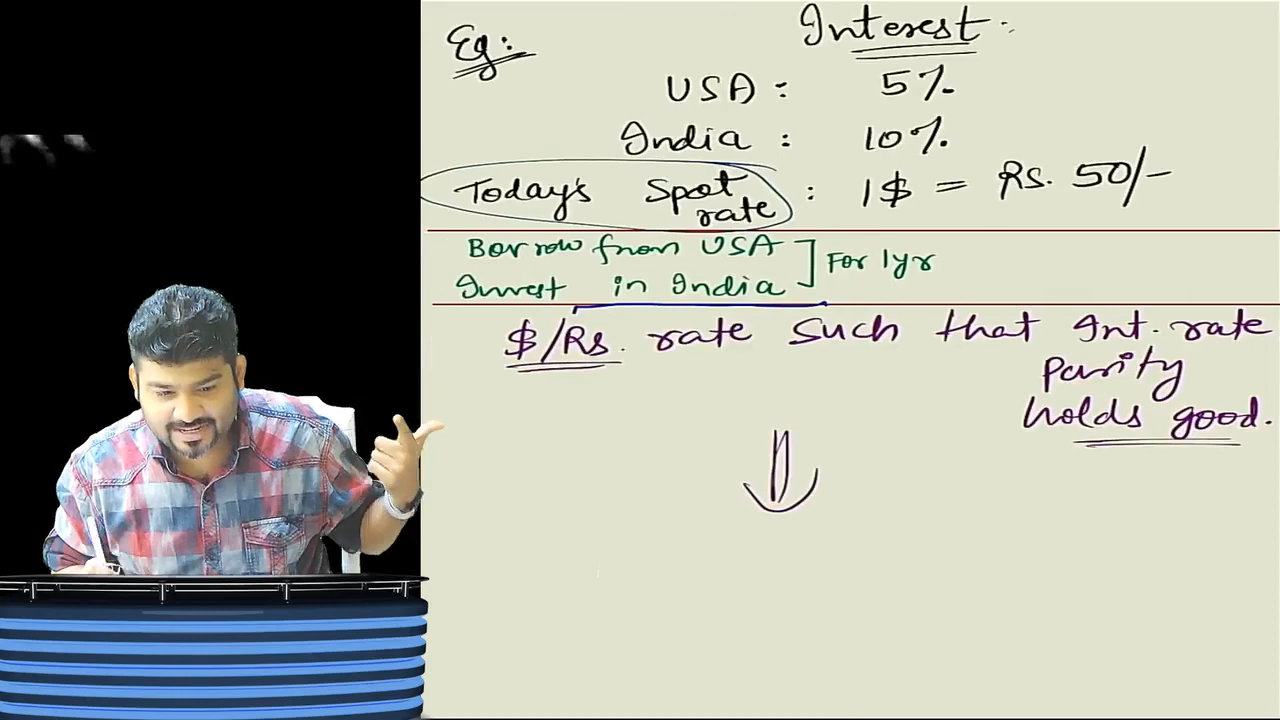 Eg:
Interest:
USA : 5%
India : 10%
Today's Spot rate : 1$ = Rs. 50/-
Borrow from USA
Invest in India ] For 1yr
$/Rs. rate such that Int. rate
parity
holds good.